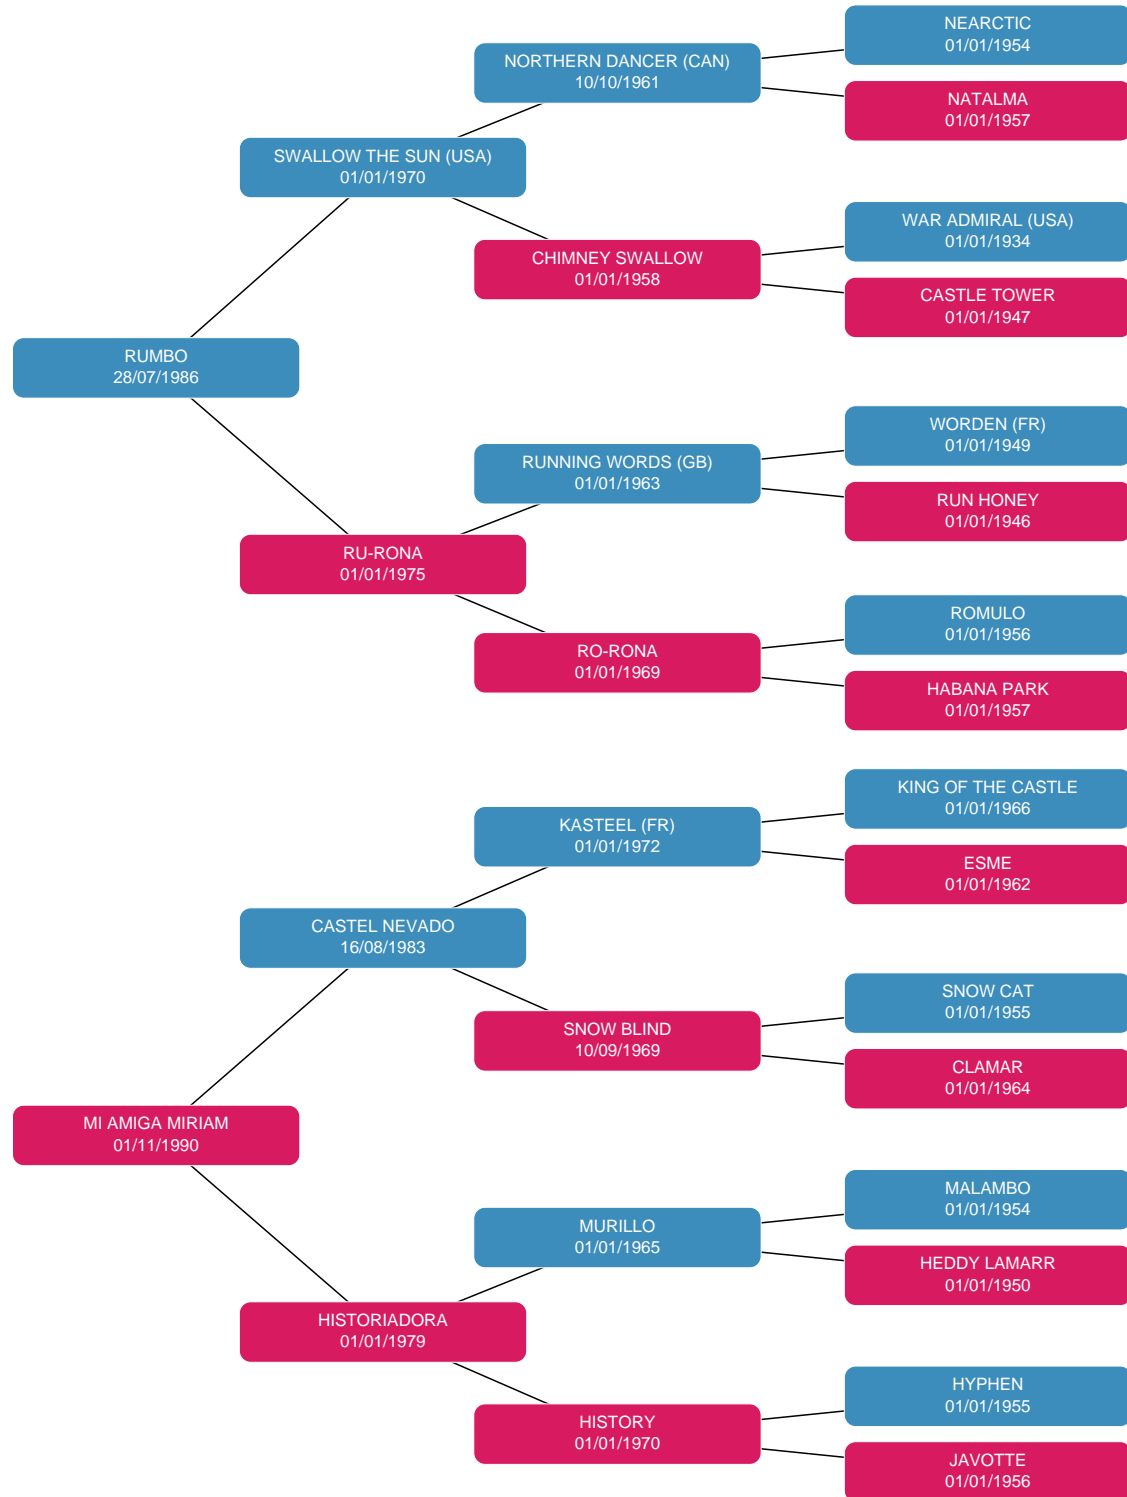 NEARCTIC
01/01/1954
NORTHERN DANCER (CAN)
10/10/1961
NATALMA
01/01/1957
SWALLOW THE SUN (USA)
01/01/1970
WAR ADMIRAL (USA)
01/01/1934
CHIMNEY SWALLOW
01/01/1958
CASTLE TOWER
01/01/1947
RUMBO
28/07/1986
WORDEN (FR)
01/01/1949
RUNNING WORDS (GB)
01/01/1963
RUN HONEY
01/01/1946
RU-RONA
01/01/1975
ROMULO
01/01/1956
RO-RONA
01/01/1969
HABANA PARK
01/01/1957
KING OF THE CASTLE
01/01/1966
KASTEEL (FR)
01/01/1972
ESME
01/01/1962
CASTEL NEVADO
16/08/1983
SNOW CAT
01/01/1955
SNOW BLIND
10/09/1969
CLAMAR
01/01/1964
MI AMIGA MIRIAM
01/11/1990
MALAMBO
01/01/1954
MURILLO
01/01/1965
HEDDY LAMARR
01/01/1950
HISTORIADORA
01/01/1979
HYPHEN
01/01/1955
HISTORY
01/01/1970
JAVOTTE
01/01/1956